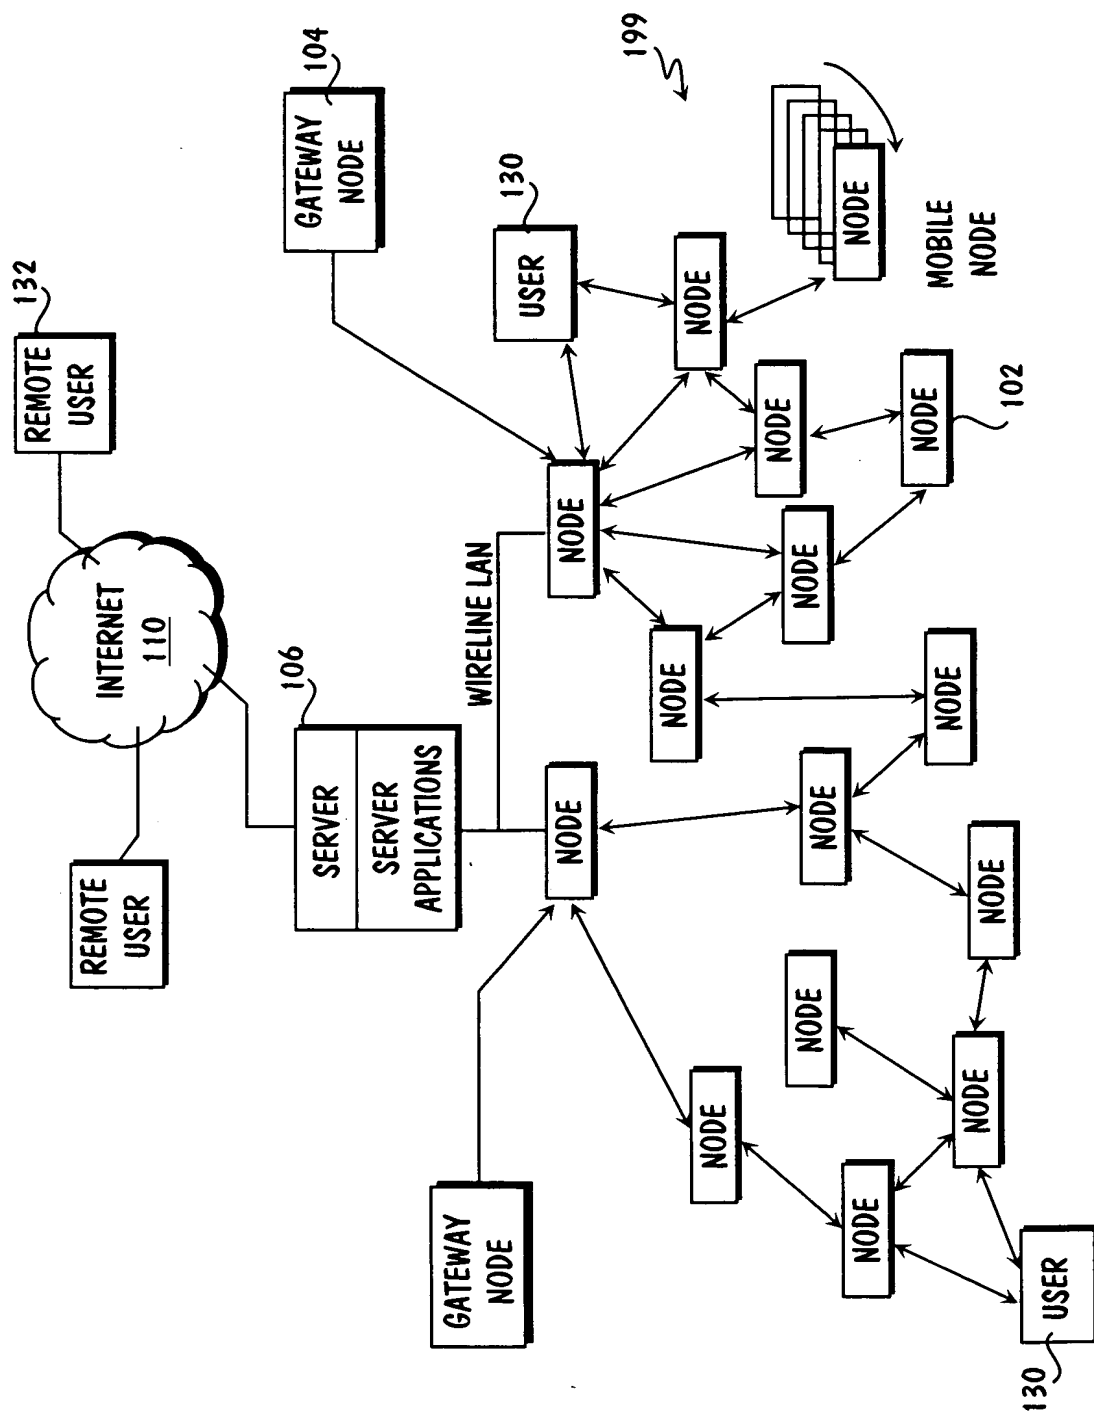 REMOTE
USER
REMOTE
USER
132
INTERNET
110
SERVER
SERVER
APPLICATIONS
106
GATEWAY
NODE
GATEWAY
NODE
104
WIRELINE LAN
NODE
NODE
USER
130
199
NODE
NODE
NODE
NODE
NODE
NODE
MOBILE
NODE
NODE
102
NODE
NODE
NODE
NODE
NODE
NODE
NODE
USER
130